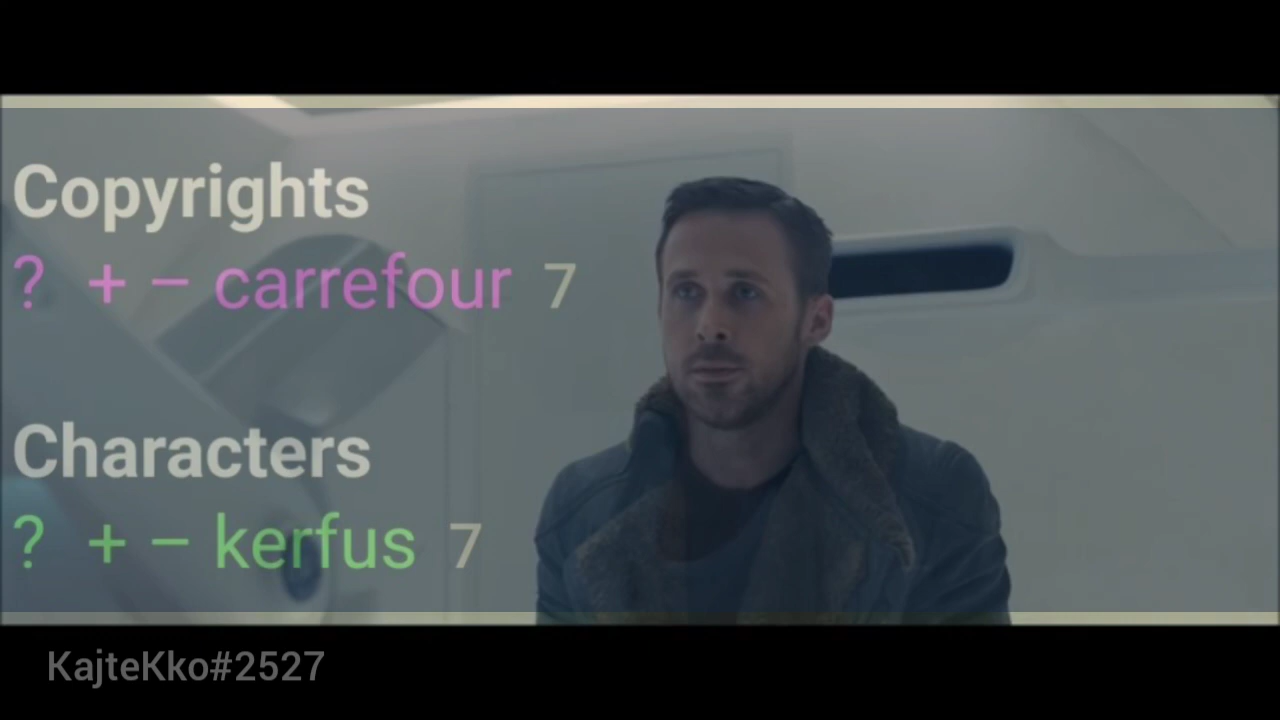 Copyrights
? + – carrefour 7
Characters
? + – kerfus 7
KajteKko#2527